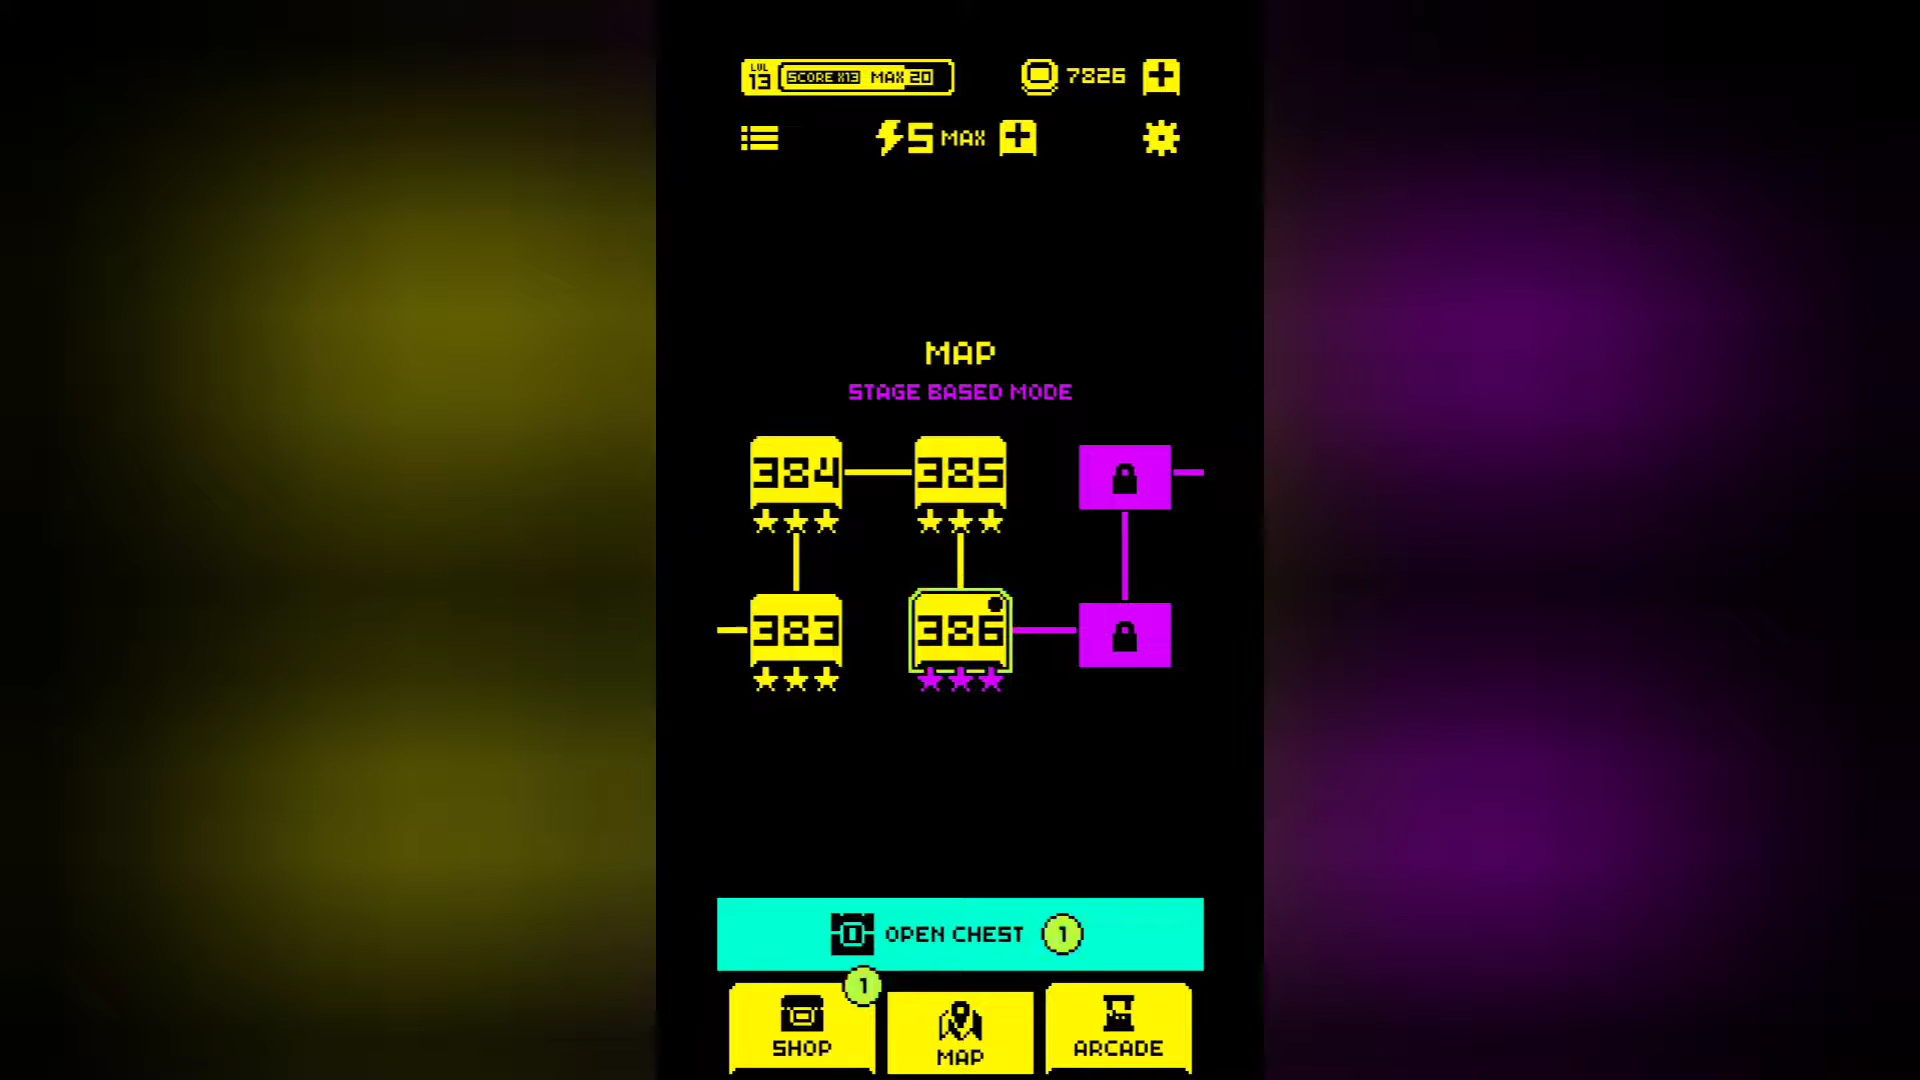 LVL 13 SCORE X13 MAX 20
7826
5 MAX
MAP
STAGE BASED MODE
384 385
383 386
OPEN CHEST 1
1
SHOP MAP ARCADE